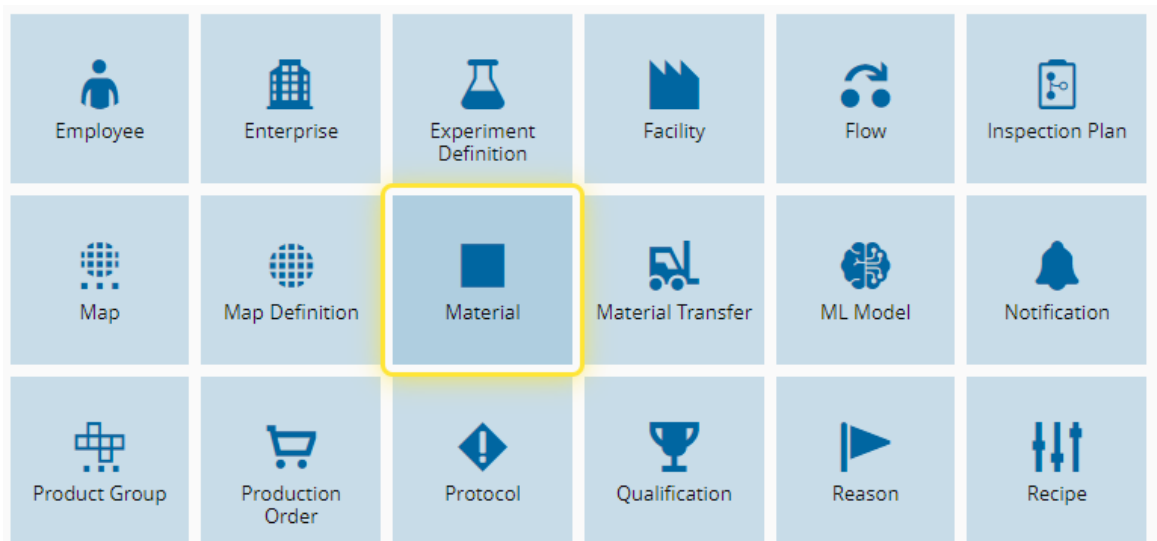 Employee
Enterprise
Experiment
Definition
Facility
Flow
Inspection Plan
Map
Map Definition
Material
Material Transfer
ML Model
Notification
Product Group
Production
Order
Protocol
Qualification
Reason
Recipe